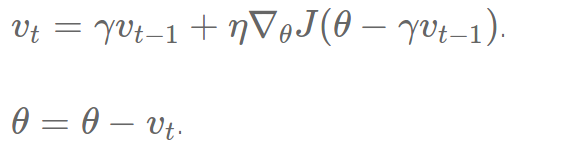 v_t = γv_{t−1} + η∇_θJ(θ − γv_{t−1}).
θ = θ − v_t.